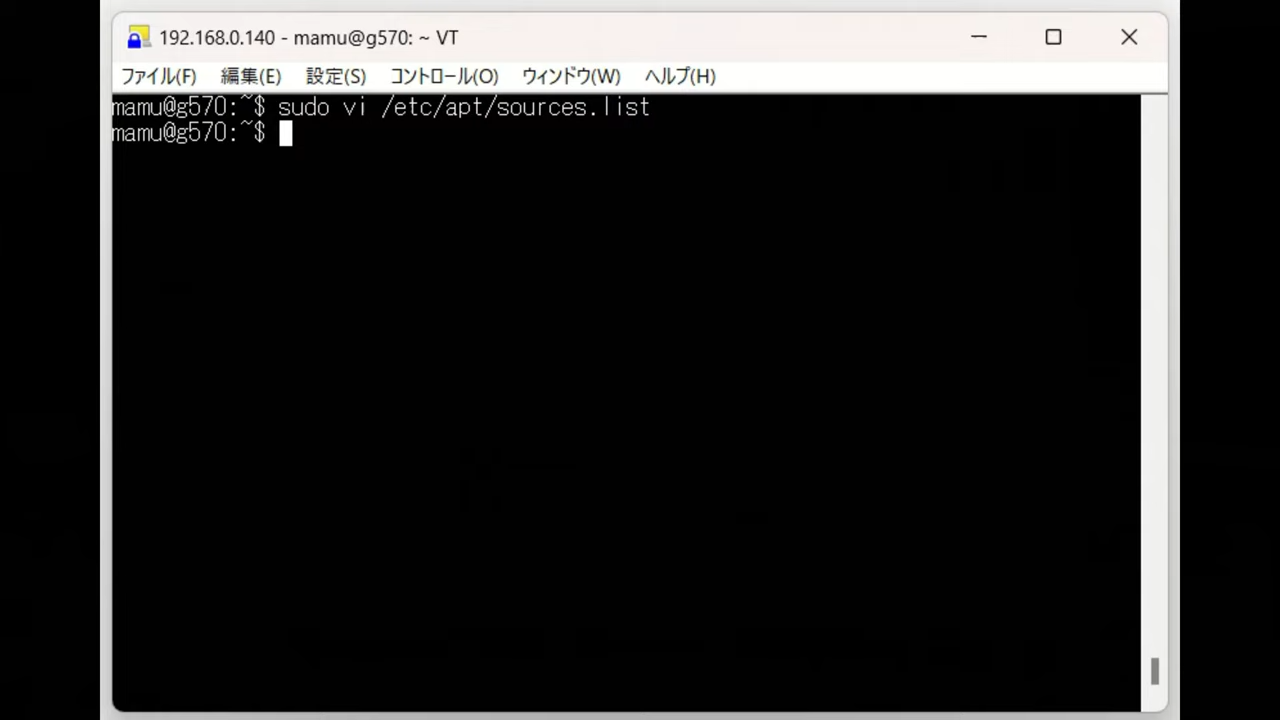 192.168.0.140 - mamu@g570: ~ VT
ファイル(F) 編集(E) 設定(S) コントロール(O) ウィンドウ(W) ヘルプ(H)
mamu@g570:~$ sudo vi /etc/apt/sources.list
mamu@g570:~$